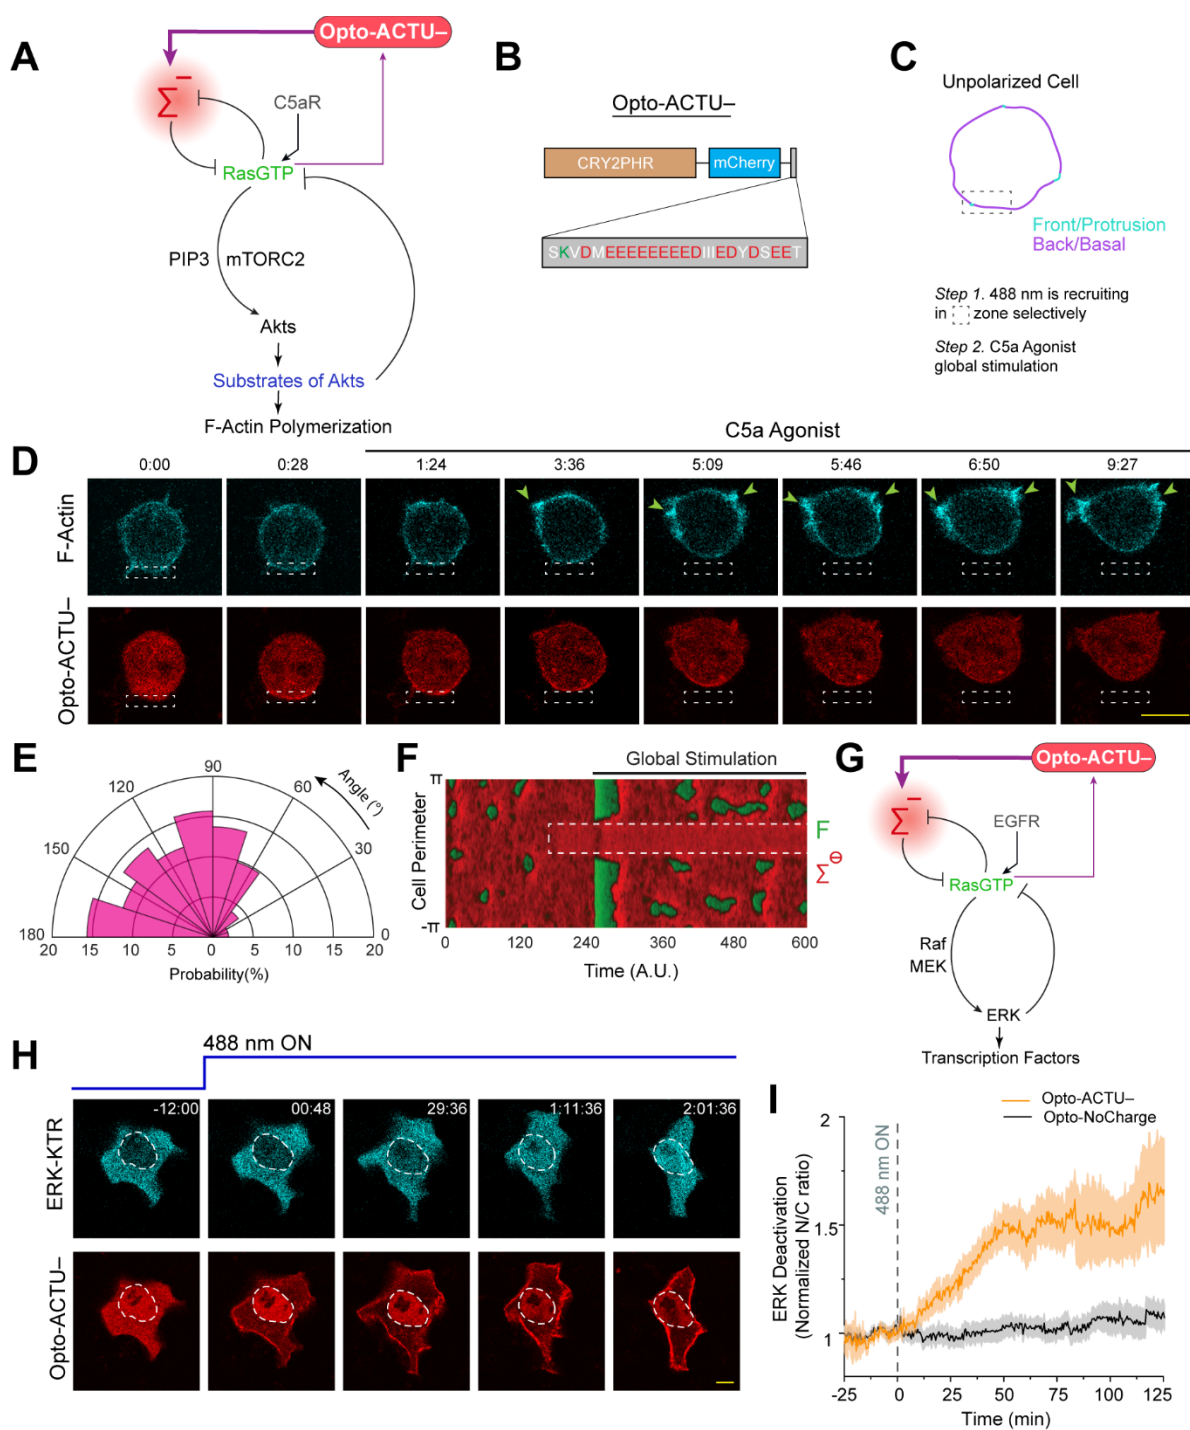 A
Opto-ACTU–
Σ–
C5aR
RasGTP
PIP3
mTORC2
Akts
Substrates of Akts
F-Actin Polymerization
B
Opto-ACTU–
CRY2PHR
mCherry
SKVDMEEEEEEEEDIIIEDYDSEET
C
Unpolarized Cell
Front/Protrusion
Back/Basal
Step 1. 488 nm is recruiting
in zone selectively
Step 2. C5a Agonist
global stimulation
D
C5a Agonist
0:00
0:28
1:24
3:36
5:09
5:46
6:50
9:27
F-Actin
Opto-ACTU–
E
90
120
60
Angle (°)
150
30
180
0
20
15
10
5
0
5
10
15
20
Probability(%)
F
Global Stimulation
π
Cell Perimeter
-π
F
Σ⊖
0
120
240
360
480
600
Time (A.U.)
G
Opto-ACTU–
Σ–
EGFR
RasGTP
Raf
MEK
ERK
Transcription Factors
H
488 nm ON
-12:00
00:48
29:36
1:11:36
2:01:36
ERK-KTR
Opto-ACTU–
I
Opto-ACTU–
Opto-NoCharge
488 nm ON
ERK Deactivation
(Normalized N/C ratio)
2
1.5
1
-25
0
25
50
75
100
125
Time (min)